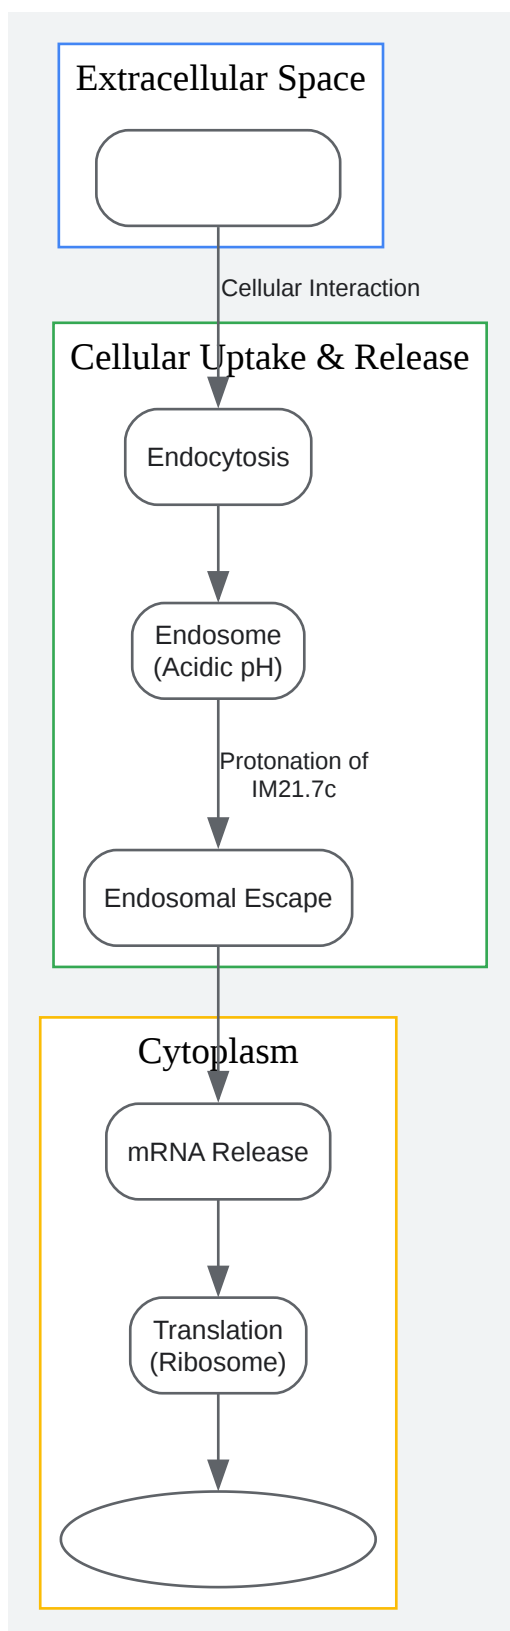 Extracellular Space
Cellular Interaction
Cellular Uptake & Release
Endocytosis
Endosome
(Acidic pH)
Protonation of
IM21.7c
Endosomal Escape
Cytoplasm
mRNA Release
Translation
(Ribosome)